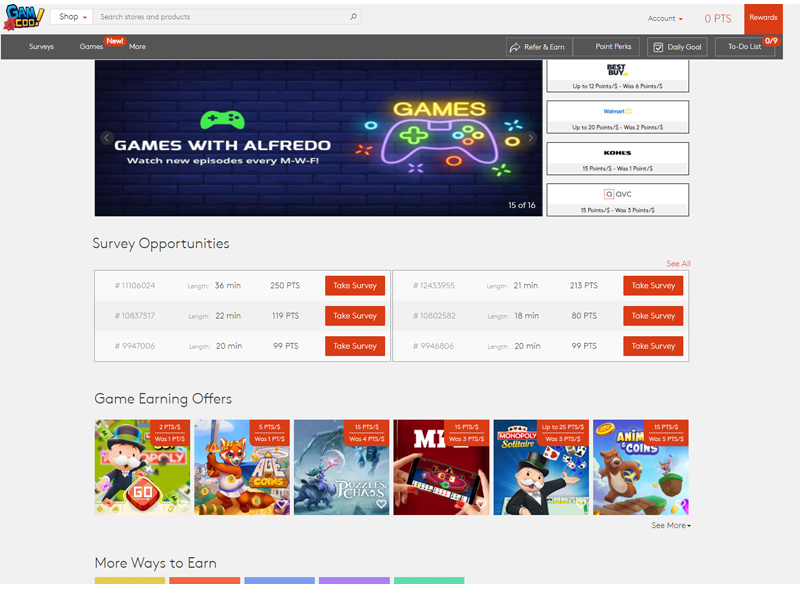 GAM
COO!
Shop
Search stores and products
Account
0 PTS
Rewards
Surveys
Games
New!
More
Refer & Earn
Point Perks
Daily Goal
To-Do List
0/9
GAMES WITH ALFREDO
Watch new episodes every M-W-F!
GAMES
15 of 16
BEST
BUY
Up to 12 Points/$ - Was 6 Points/$
Walmart
Up to 20 Points/$ - Was 2 Points/$
KOHL'S
15 Points/$ - Was 1 Point/$
a avc
15 Points/$ - Was 3 Points/$
Survey Opportunities
See All
# 11106024 Length: 36 min 250 PTS Take Survey
# 12433955 Length: 21 min 213 PTS Take Survey
# 10837517 Length: 22 min 119 PTS Take Survey
# 10802582 Length: 18 min 80 PTS Take Survey
# 9947006 Length: 20 min 99 PTS Take Survey
# 9946806 Length: 20 min 99 PTS Take Survey
Game Earning Offers
2 PTS/$
Was 1 PT/$
GO
5 PTS/$
Was 1 PT/$
AGE
COINS
15 PTS/$
Was 4 PTS/$
PUZZLES
CHAOS
15 PTS/$
Was 3 PTS/$
Up to 25 PTS/$
Was 5 PTS/$
MONOPOLY
Solitaire
15 PTS/$
Was 5 PTS/$
ANIM
& COINS
See More
More Ways to Earn